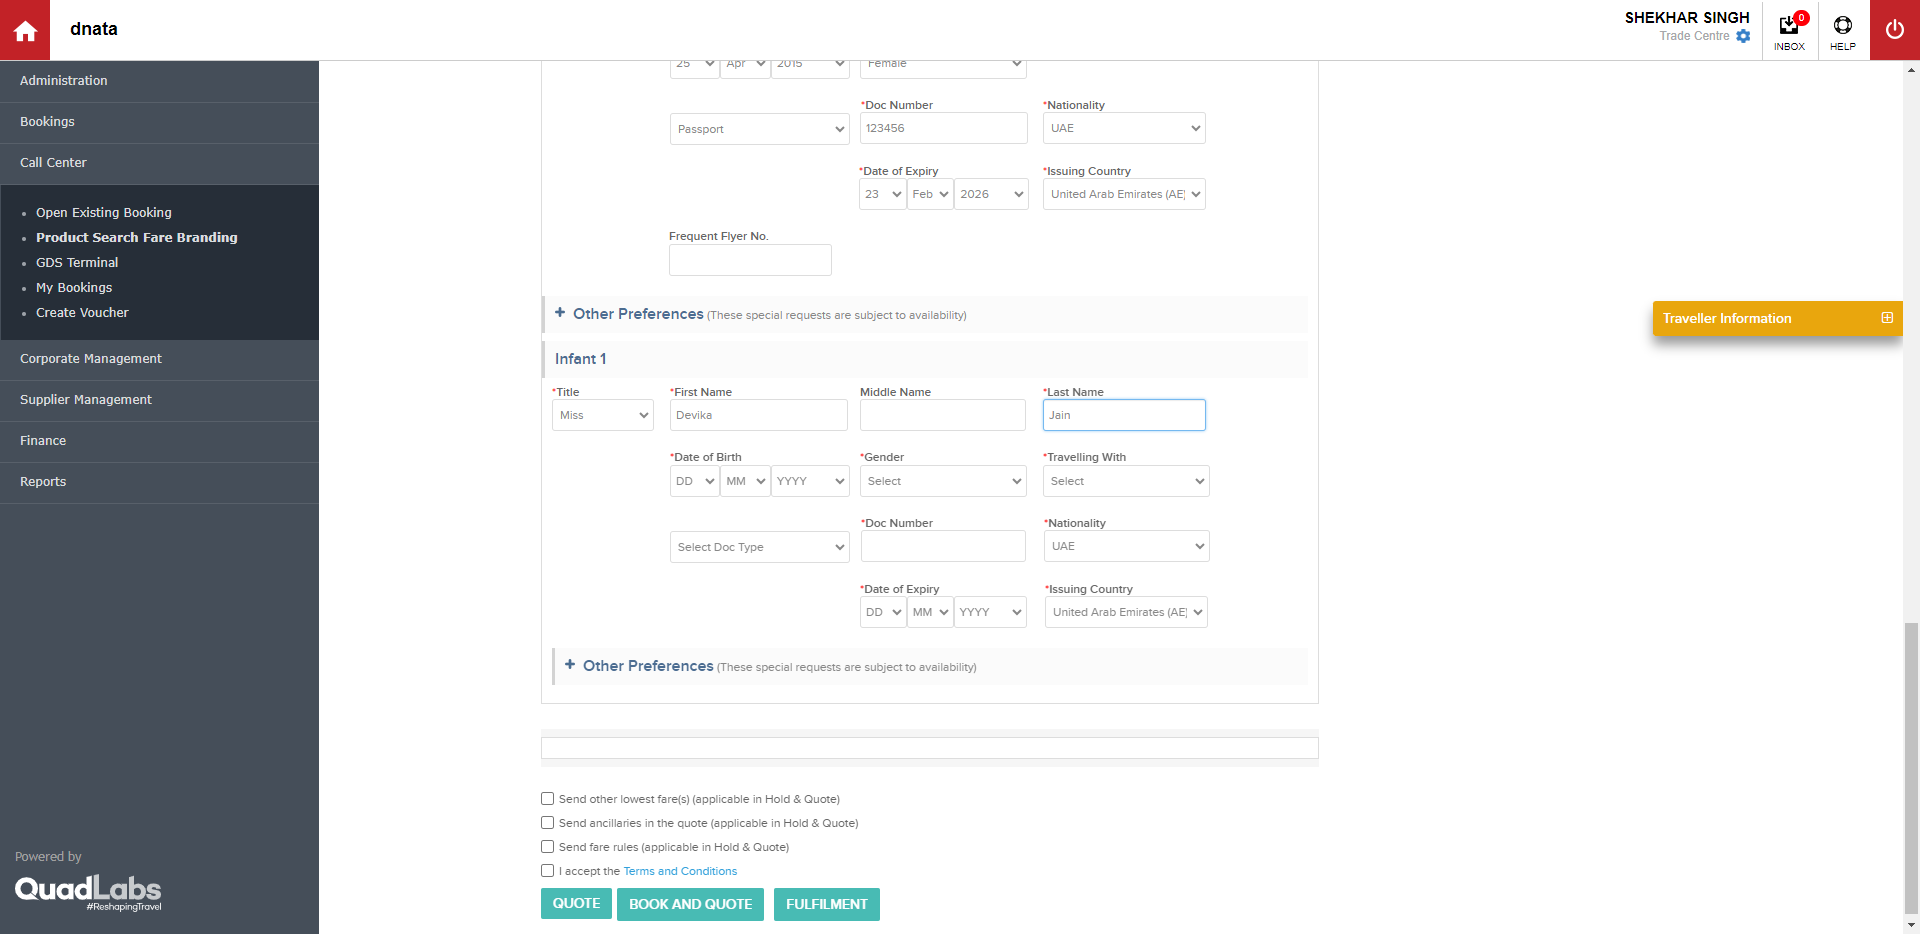 dnata
SHEKHAR SINGH
Trade Centre
0
INBOX
HELP
Administration
Bookings
Call Center
Open Existing Booking
Product Search Fare Branding
GDS Terminal
My Bookings
Create Voucher
Corporate Management
Supplier Management
Finance
Reports
Powered by
QuadLabs
#ReshapingTravel
25 Apr 2015 Female
*Doc Number *Nationality
Passport 123456 UAE
*Date of Expiry *Issuing Country
23 Feb 2026 United Arab Emirates (AE)
Frequent Flyer No.
+ Other Preferences (These special requests are subject to availability)
Traveller Information
Infant 1
*Title *First Name Middle Name *Last Name
Miss Devika Jain
*Date of Birth *Gender *Travelling With
DD MM YYYY Select Select
*Doc Number *Nationality
Select Doc Type UAE
*Date of Expiry *Issuing Country
DD MM YYYY United Arab Emirates (AE)
+ Other Preferences (These special requests are subject to availability)
Send other lowest fare(s) (applicable in Hold & Quote)
Send ancillaries in the quote (applicable in Hold & Quote)
Send fare rules (applicable in Hold & Quote)
I accept the Terms and Conditions
QUOTE BOOK AND QUOTE FULFILMENT